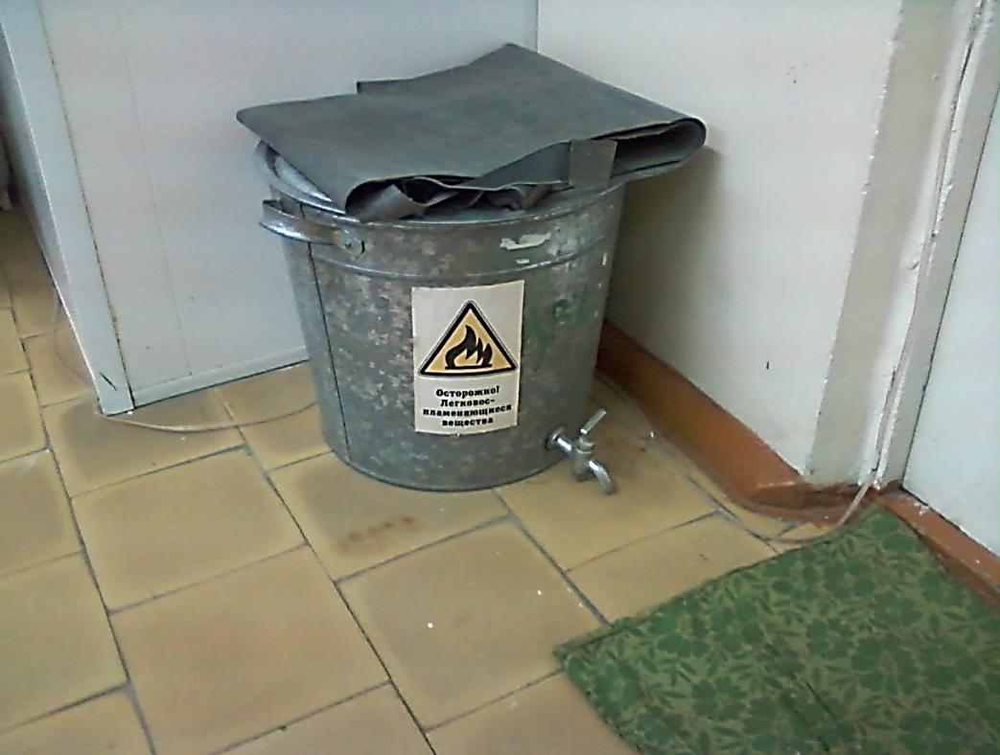 Осторожно!
Легковос-
пламеняющиеся
вещества